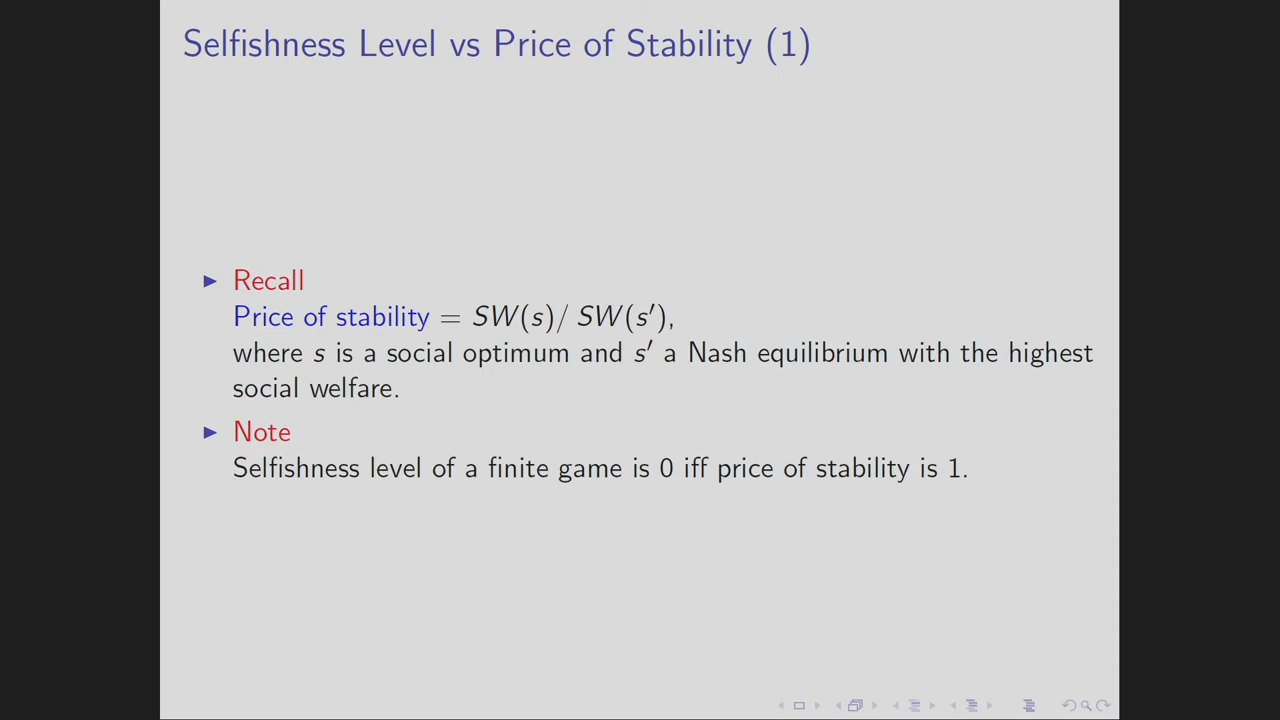 Selfishness Level vs Price of Stability (1)
Recall
Price of stability = SW(s)/ SW(s′),
where s is a social optimum and s′ a Nash equilibrium with the highest
social welfare.
Note
Selfishness level of a finite game is 0 iff price of stability is 1.